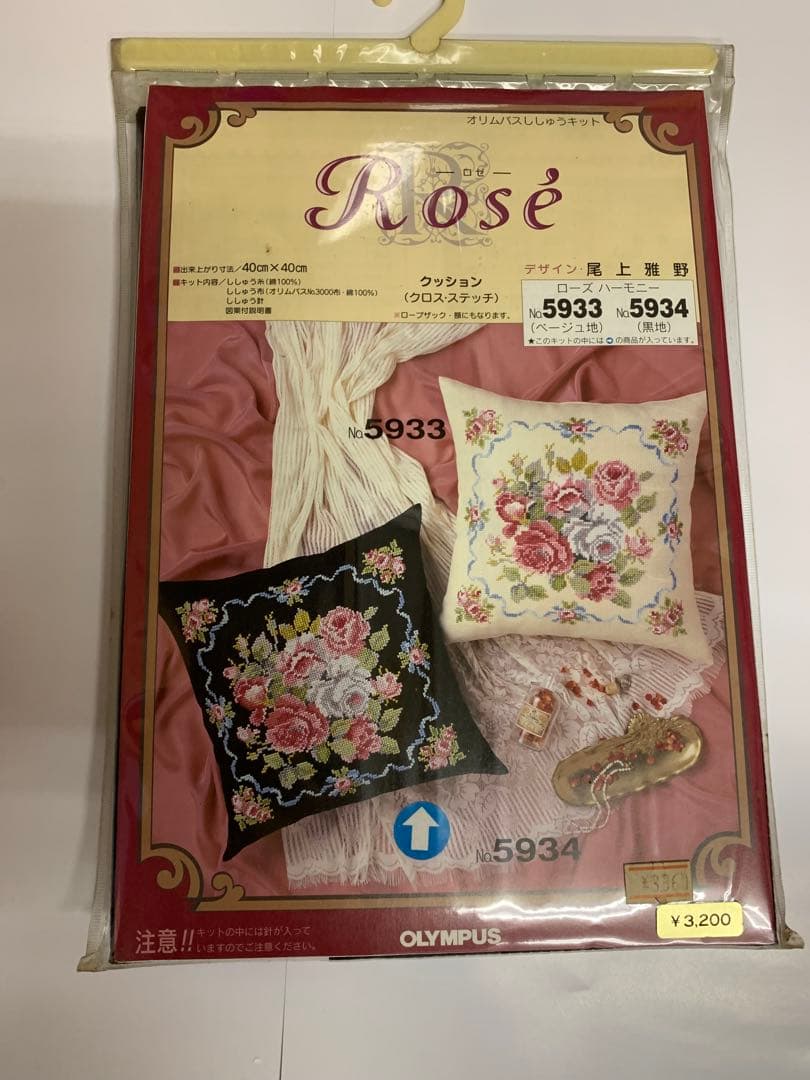 オリムパスししゅうキット
ロゼ
Rosé
■出来上がり寸法／40cm×40cm
■キット内容／ししゅう糸(綿100%)
ししゅう布(オリムパスNo.3000布・綿100%)
ししゅう針
図案付説明書
クッション
(クロス・ステッチ)
※ロープザック・額にもなります。
デザイン・尾上雅野
ローズ ハーモニー
No.5933 No.5934
(ベージュ地) (黒地)
★このキットの中には の商品が入っています。
No.5933
No.5934
¥3,200
注意!! キットの中には針が入って
いますのでご注意ください。
OLYMPUS